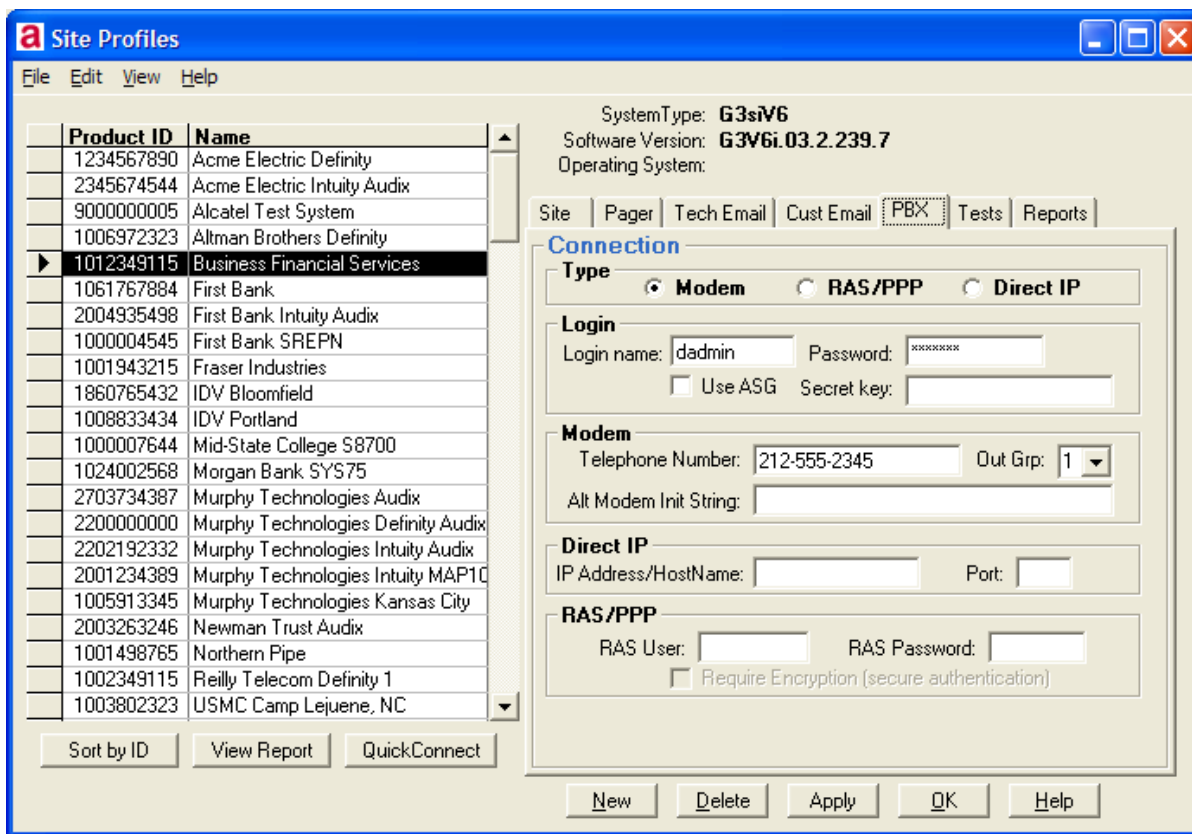 a Site Profiles
File Edit View Help
Product ID Name
1234567890 Acme Electric Definity
2345674544 Acme Electric Intuity Audix
9000000005 Alcatel Test System
1006972323 Altman Brothers Definity
1012349115 Business Financial Services
1061767884 First Bank
2004935498 First Bank Intuity Audix
1000004545 First Bank SREPN
1001943215 Fraser Industries
1860765432 IDV Bloomfield
1008833434 IDV Portland
1000007644 Mid-State College S8700
1024002568 Morgan Bank SYS75
2703734387 Murphy Technologies Audix
2200000000 Murphy Technologies Definity Audix
2202192332 Murphy Technologies Intuity Audix
2001234389 Murphy Technologies Intuity MAP10
1005913345 Murphy Technologies Kansas City
2003263246 Newman Trust Audix
1001498765 Northern Pipe
1002349115 Reilly Telecom Definity 1
1003802323 USMC Camp Lejuene, NC
Sort by ID View Report QuickConnect
SystemType: G3siV6
Software Version: G3V6i.03.2.239.7
Operating System:
Site Pager Tech Email Cust Email PBX Tests Reports
Connection
Type
Modem RAS/PPP Direct IP
Login
Login name: dadmin Password: *******
Use ASG Secret key:
Modem
Telephone Number: 212-555-2345 Out Grp: 1
Alt Modem Init String:
Direct IP
IP Address/HostName: Port:
RAS/PPP
RAS User: RAS Password:
Require Encryption (secure authentication)
New Delete Apply OK Help